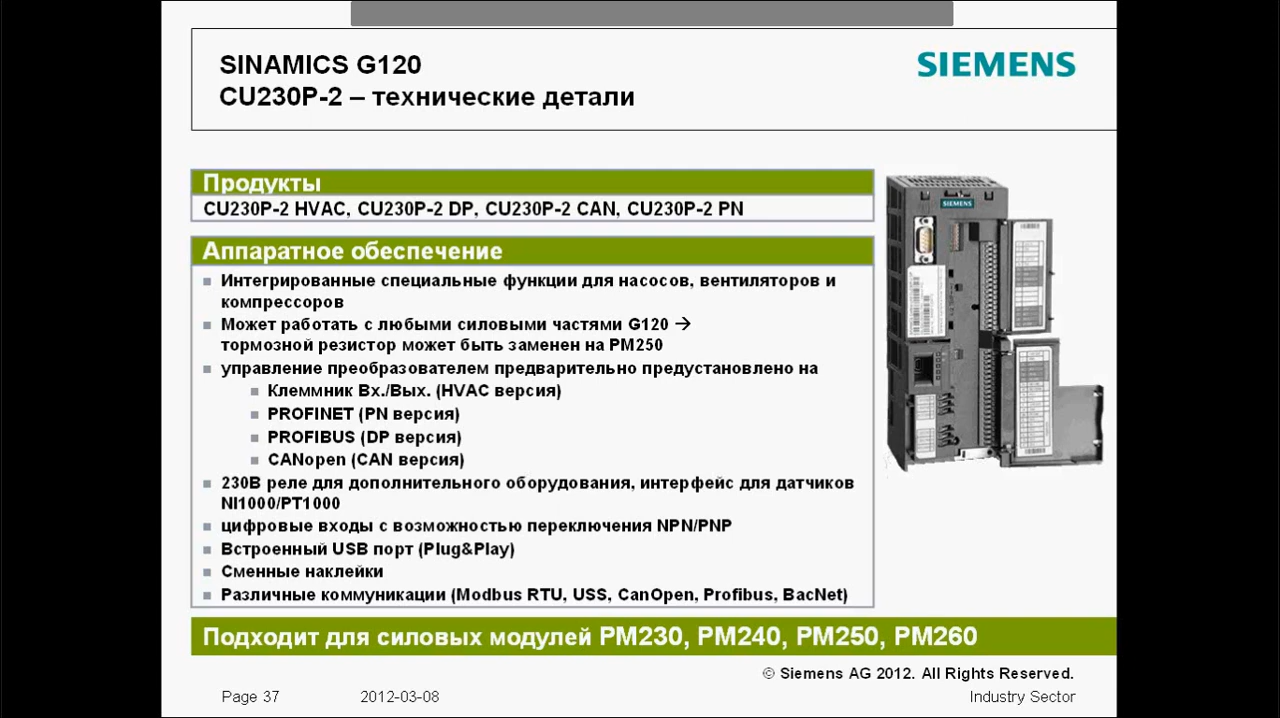 SINAMICS G120
CU230P-2 – технические детали
SIEMENS
Продукты
CU230P-2 HVAC, CU230P-2 DP, CU230P-2 CAN, CU230P-2 PN
Аппаратное обеспечение
Интегрированные специальные функции для насосов, вентиляторов и
компрессоров
Может работать с любыми силовыми частями G120 →
тормозной резистор может быть заменен на PM250
управление преобразователем предварительно предустановлено на
Клеммник Вх./Вых. (HVAC версия)
PROFINET (PN версия)
PROFIBUS (DP версия)
CANopen (CAN версия)
230В реле для дополнительного оборудования, интерфейс для датчиков
NI1000/PT1000
цифровые входы с возможностью переключения NPN/PNP
Встроенный USB порт (Plug&Play)
Сменные наклейки
Различные коммуникации (Modbus RTU, USS, CanOpen, Profibus, BacNet)
SIEMENS
Подходит для силовых модулей PM230, PM240, PM250, PM260
© Siemens AG 2012. All Rights Reserved.
Page 37 2012-03-08 Industry Sector